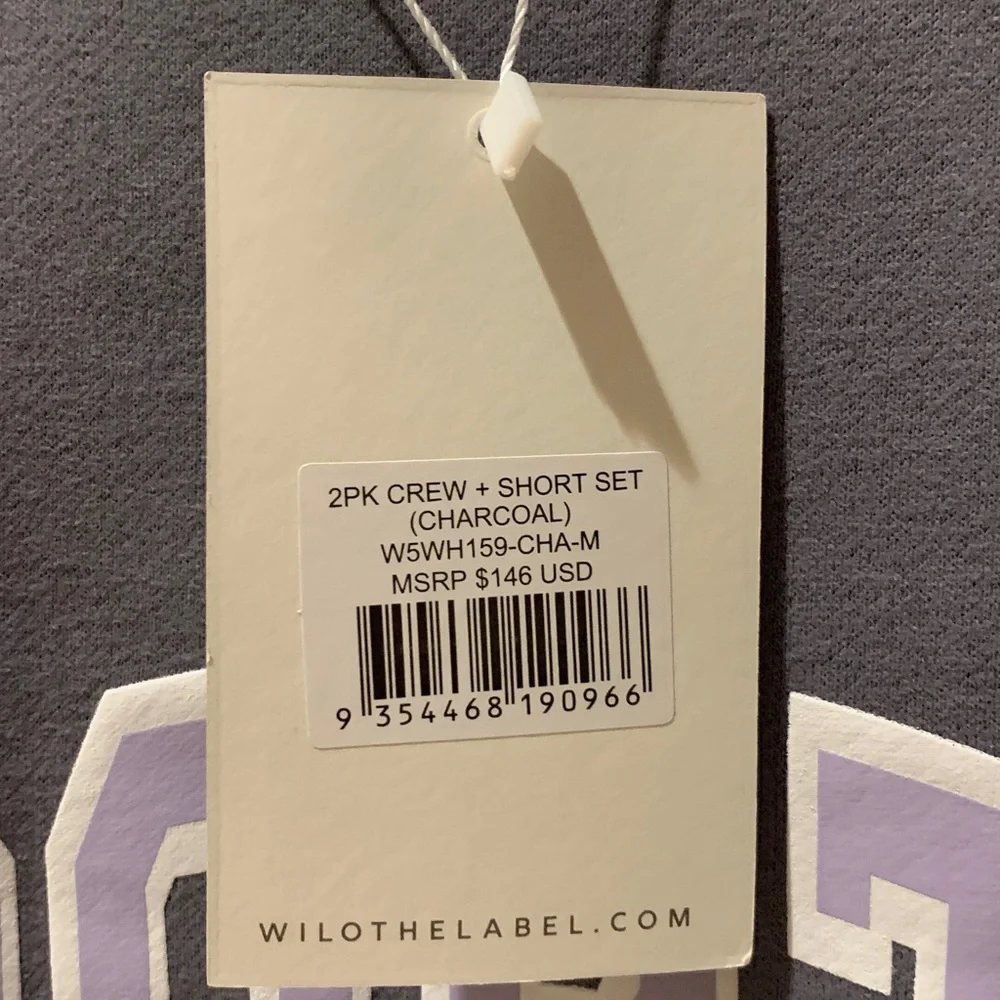 2PK CREW + SHORT SET
(CHARCOAL)
W5WH159-CHA-M
MSRP $146 USD
9 354468 190966
WILOTHELABEL.COM